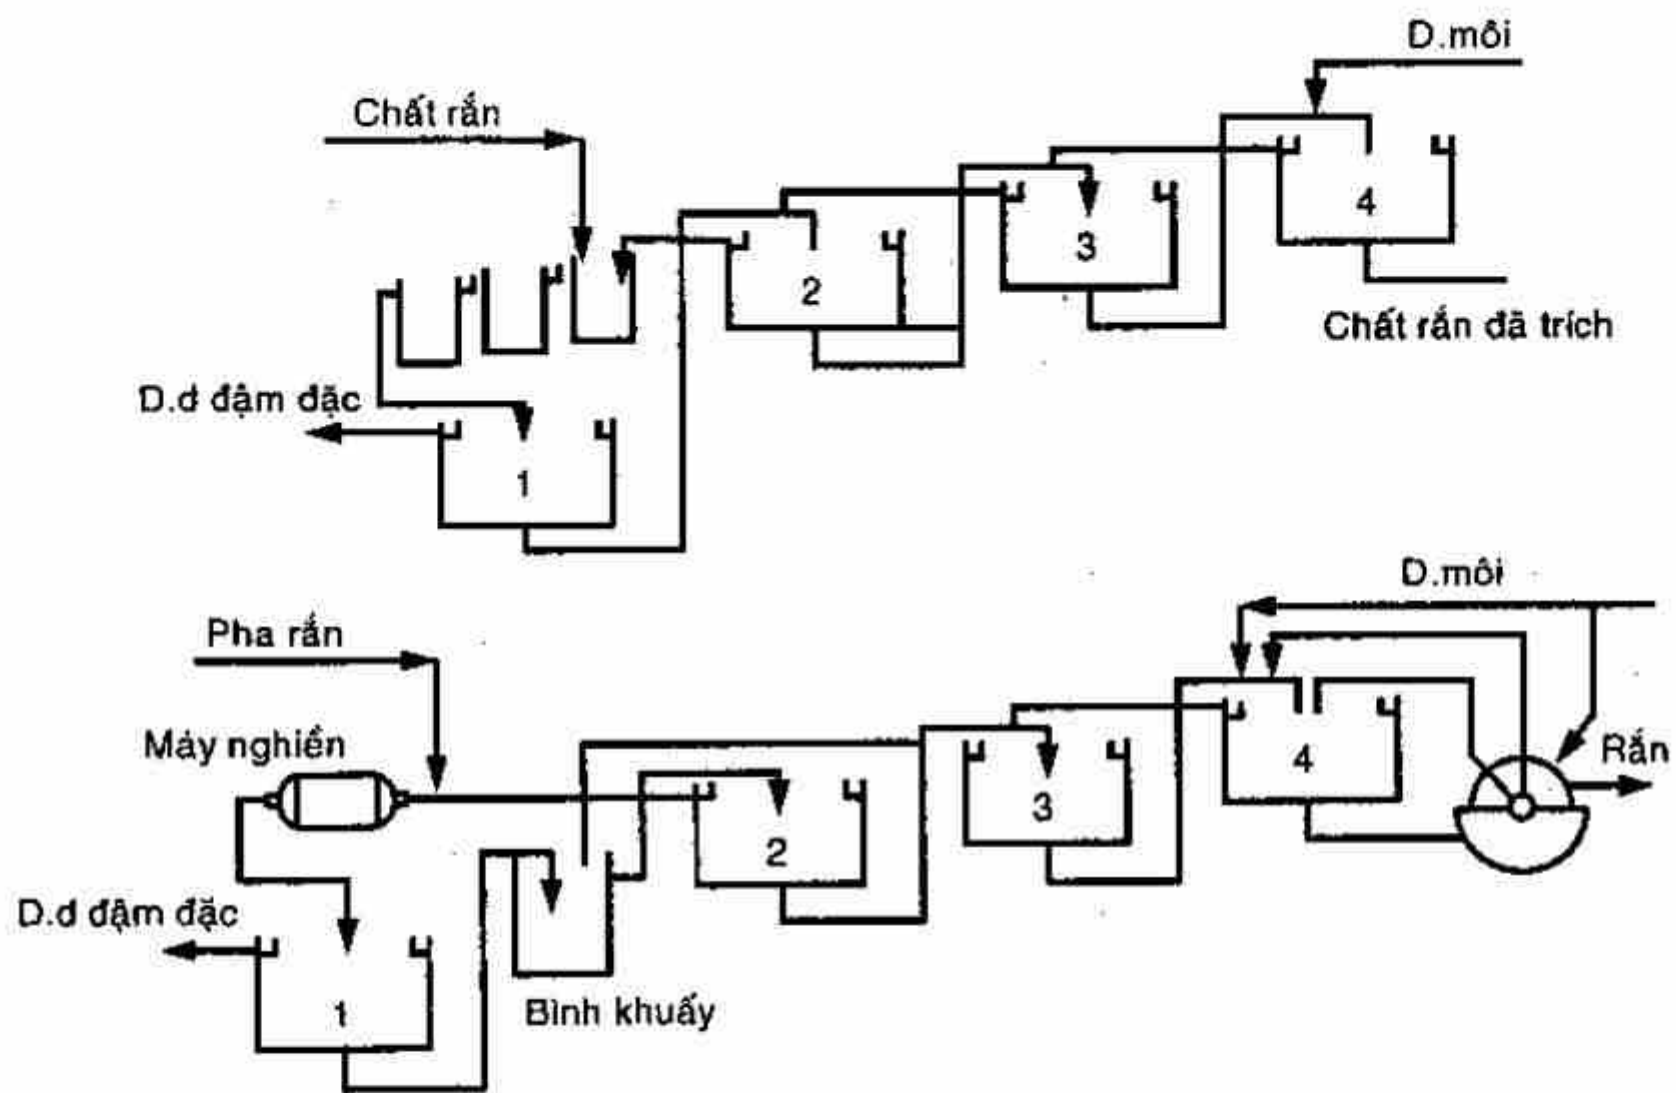 D.môi
Chất rắn
4
3
2
Chất rắn đã trích
D.d đậm đặc
1
D.môi
Pha rắn
Máy nghiền
Rắn
4
3
2
D.d đậm đặc
1
Bình khuấy